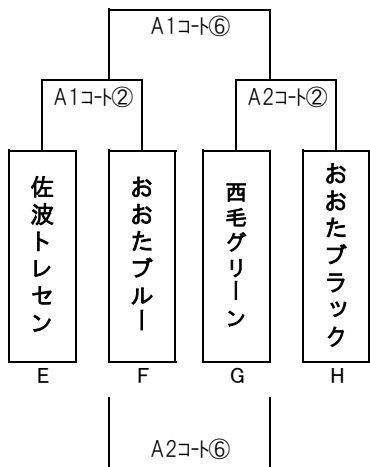 A1コート⑥
A1コート②
A2コート②
佐波トレセン
おおたブルー
西毛グリーン
おおたブラック
E
F
G
H
A2コート⑥